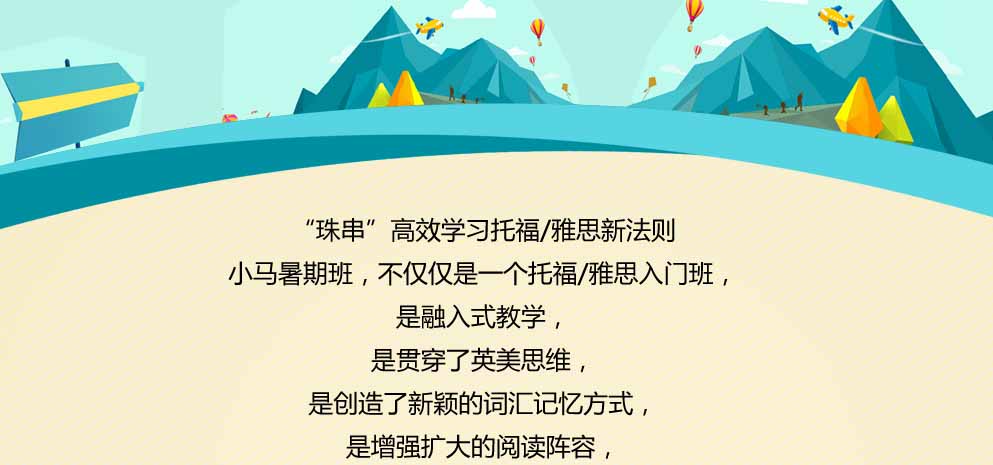 “珠串”高效学习托福/雅思新法则
小马暑期班，不仅仅是一个托福/雅思入门班，
是融入式教学，
是贯穿了英美思维，
是创造了新颖的词汇记忆方式，
是增强扩大的阅读阵容，